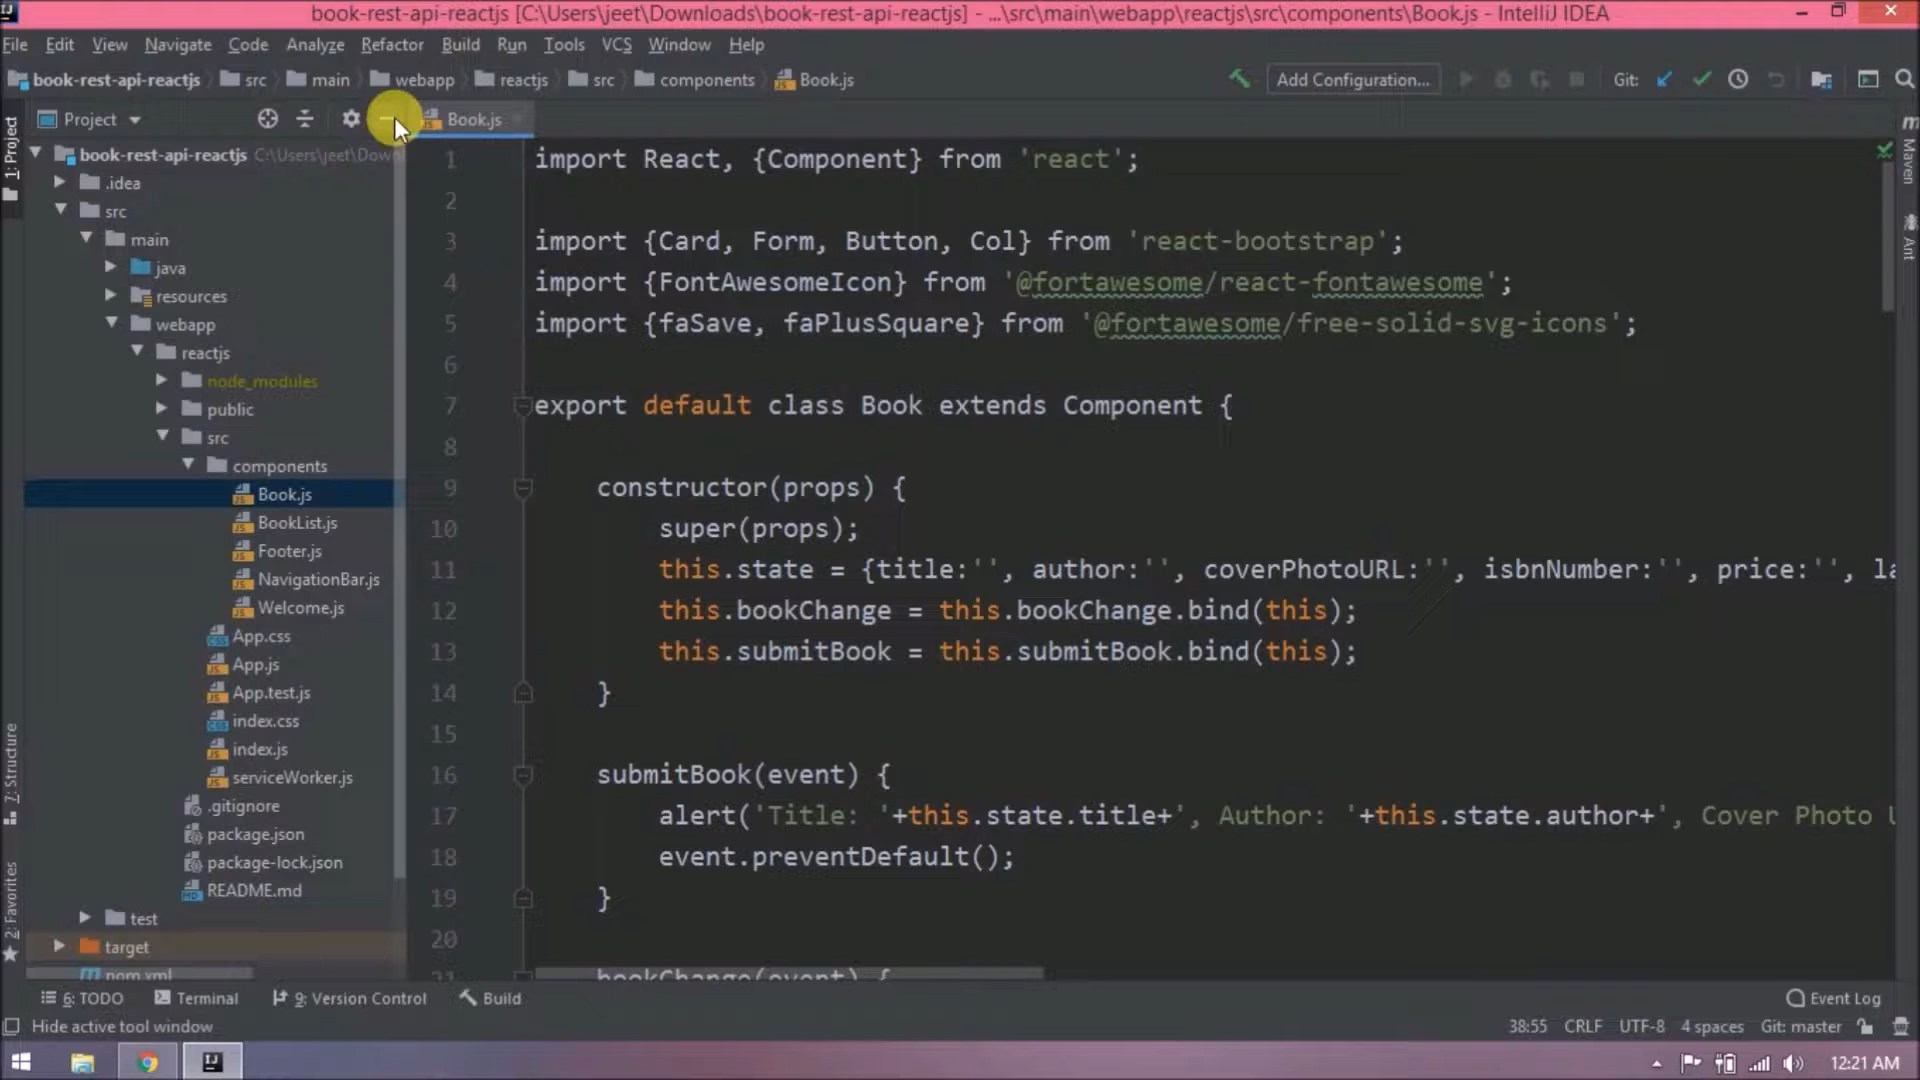 book-rest-api-reactjs [C:\Users\jeet\Downloads\book-rest-api-reactjs] - ...\src\main\webapp\reactjs\src\components\Book.js - IntelliJ IDEA
File Edit View Navigate Code Analyze Refactor Build Run Tools VCS Window Help
book-rest-api-reactjs src main webapp reactjs src components Book.js Add Configuration... Git:
Project Book.js
1: Project
book-rest-api-reactjs C:\Users\jeet\Down
.idea
src
main
java
resources
webapp
reactjs
node_modules
public
src
components
Book.js
BookList.js
Footer.js
NavigationBar.js
Welcome.js
App.css
App.js
App.test.js
index.css
index.js
serviceWorker.js
.gitignore
package.json
package-lock.json
README.md
test
target
pom.xml
7: Structure
2: Favorites
1 import React, {Component} from 'react';
2
3 import {Card, Form, Button, Col} from 'react-bootstrap';
4 import {FontAwesomeIcon} from '@fortawesome/react-fontawesome';
5 import {faSave, faPlusSquare} from '@fortawesome/free-solid-svg-icons';
6
7 export default class Book extends Component {
8
9 constructor(props) {
10 super(props);
11 this.state = {title:'', author:'', coverPhotoURL:'', isbnNumber:'', price:'', la
12 this.bookChange = this.bookChange.bind(this);
13 this.submitBook = this.submitBook.bind(this);
14 }
15
16 submitBook(event) {
17 alert('Title: '+this.state.title+', Author: '+this.state.author+', Cover Photo U
18 event.preventDefault();
19 }
20
21 bookChange(event) {
Maven
Ant
6: TODO Terminal 9: Version Control Build Event Log
Hide active tool window 38:55 CRLF UTF-8 4 spaces Git: master
12:21 AM